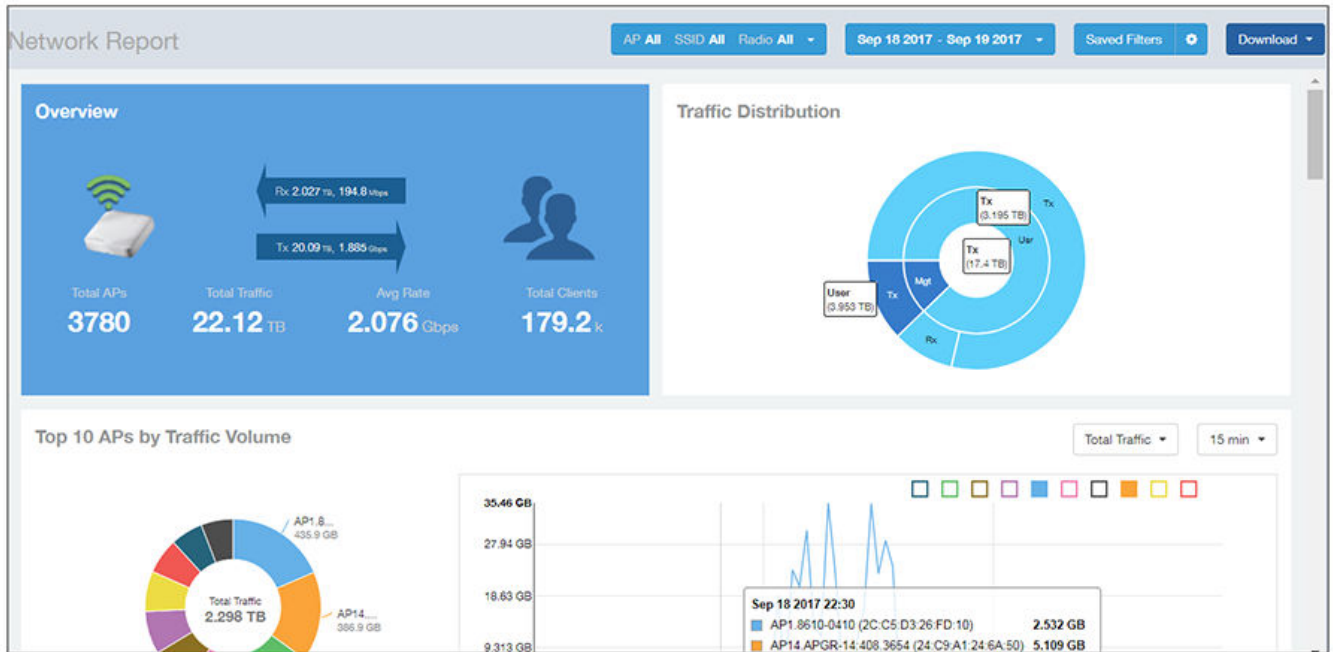 Network Report
AP All SSID All Radio All
Sep 18 2017 - Sep 19 2017
Saved Filters
Download
Overview
Rx 2.027 TB, 194.8 Mbps
Tx 20.09 TB, 1.885 Gbps
Total APs
Total Traffic
Avg Rate
Total Clients
3780
22.12 TB
2.076 Gbps
179.2 k
Traffic Distribution
Tx
(3.195 TB)
Tx
Usr
Tx
(17.4 TB)
User
(3.953 TB)
Tx
Mgt
Rx
Top 10 APs by Traffic Volume
Total Traffic
15 min
AP1.8...
435.9 GB
Total Traffic
2.298 TB
AP14....
386.9 GB
35.46 GB
27.94 GB
18.63 GB
9.313 GB
Sep 18 2017 22:30
AP1.8610-0410 (2C:C5:D3:26:FD:10) 2.532 GB
AP14.APGR-14:408.3654 (24:C9:A1:24:6A:50) 5.109 GB